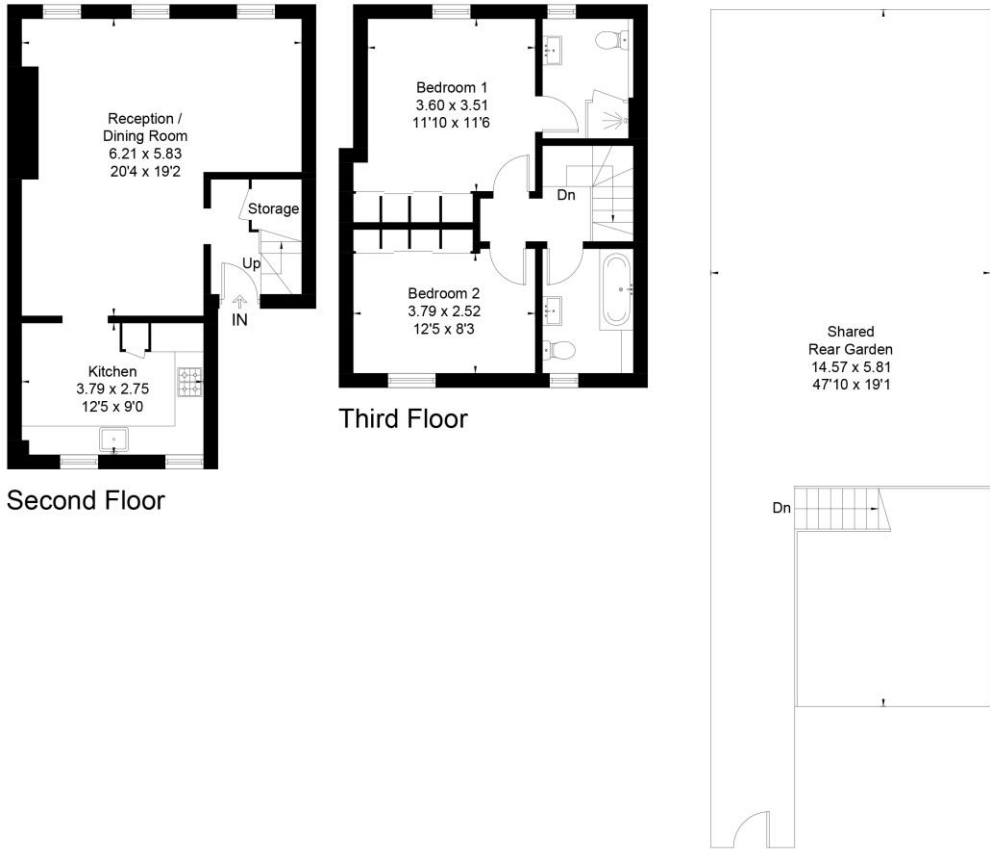 Reception /
Dining Room
6.21 x 5.83
20'4 x 19'2
Storage
Up
IN
Kitchen
3.79 x 2.75
12'5 x 9'0
Second Floor
Bedroom 1
3.60 x 3.51
11'10 x 11'6
Dn
Bedroom 2
3.79 x 2.52
12'5 x 8'3
Third Floor
Shared
Rear Garden
14.57 x 5.81
47'10 x 19'1
Dn